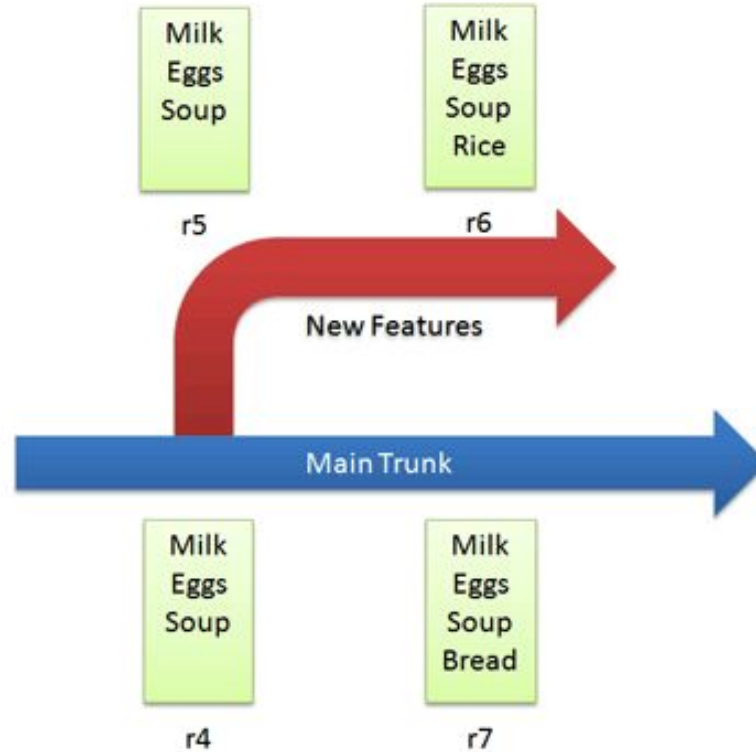 Milk
Eggs
Soup
r5
Milk
Eggs
Soup
Rice
r6
New Features
Main Trunk
Milk
Eggs
Soup
r4
Milk
Eggs
Soup
Bread
r7